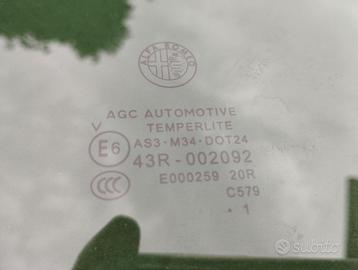 ALFA ROMEO
AGC AUTOMOTIVE
TEMPERLITE
V
E6
AS3·M34·DOT24
43R-002092
CCC
E000259 20R
C579
· 1
subito